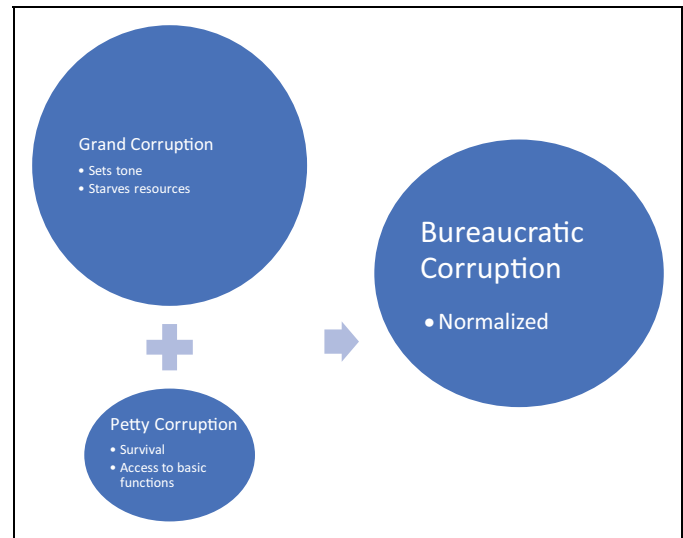 Grand Corruption
• Sets tone
• Starves resources
Petty Corruption
• Survival
• Access to basic
functions
Bureaucratic
Corruption
• Normalized